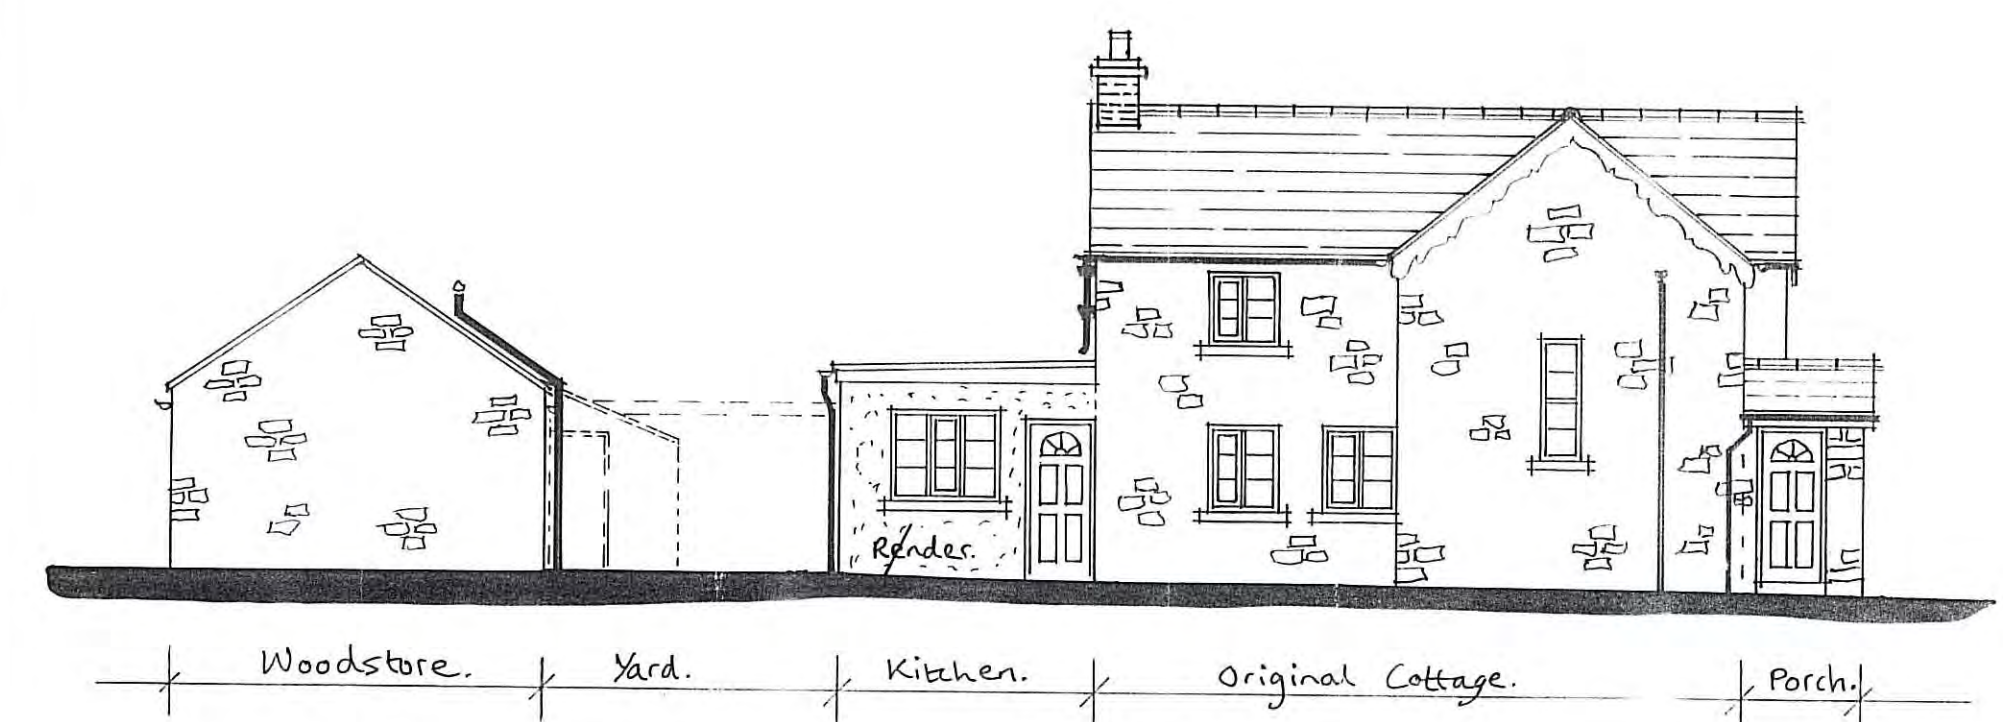 Render.
Woodstore.
Yard.
Kitchen.
Original Cottage.
Porch.